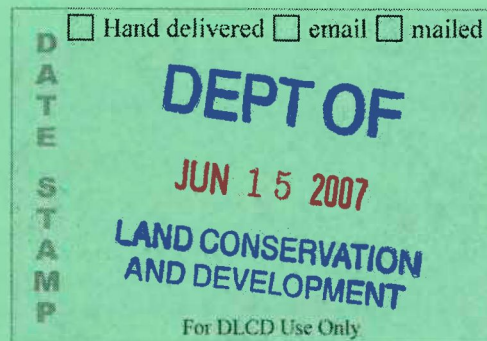 ☐ Hand delivered ☐ email ☐ mailed
DATE STAMP
DEPT OF
JUN 15 2007
LAND CONSERVATION
AND DEVELOPMENT
For DLCD Use Only